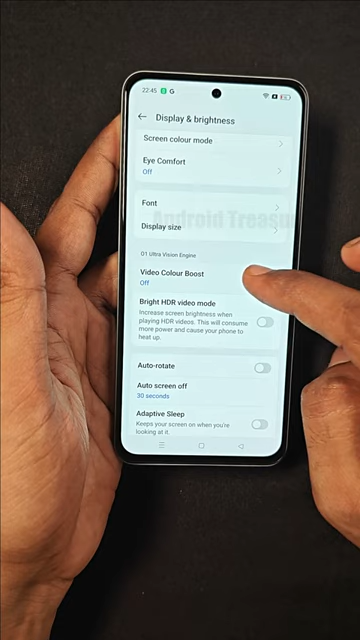 22:45 G
Display & brightness
Screen colour mode
Eye Comfort
Off
Font
Android Treasu
Display size
O1 Ultra Vision Engine
Video Colour Boost
Off
Bright HDR video mode
Increase screen brightness when
playing HDR videos. This will consume
more power and cause your phone to
heat up.
Auto-rotate
Auto screen off
30 seconds
Adaptive Sleep
Keeps your screen on when you're
looking at it.